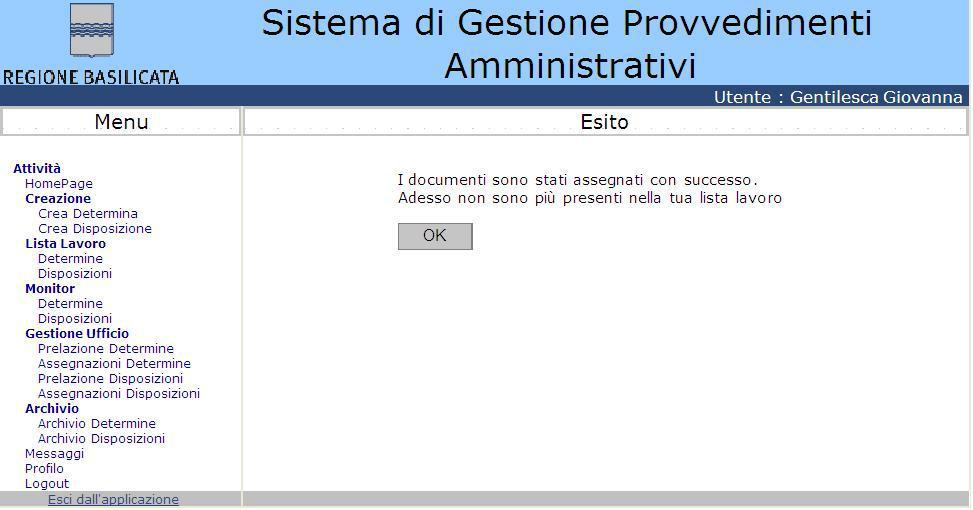 REGIONE BASILICATA
Sistema di Gestione Provvedimenti
Amministrativi
Utente : Gentilesca Giovanna
Menu
Esito
Attività
HomePage
Creazione
Crea Determina
Crea Disposizione
Lista Lavoro
Determine
Disposizioni
Monitor
Determine
Disposizioni
Gestione Ufficio
Prelazione Determine
Assegnazioni Determine
Prelazione Disposizioni
Assegnazioni Disposizioni
Archivio
Archivio Determine
Archivio Disposizioni
Messaggi
Profilo
Logout
Esci dall'applicazione
I documenti sono stati assegnati con successo.
Adesso non sono più presenti nella tua lista lavoro
OK